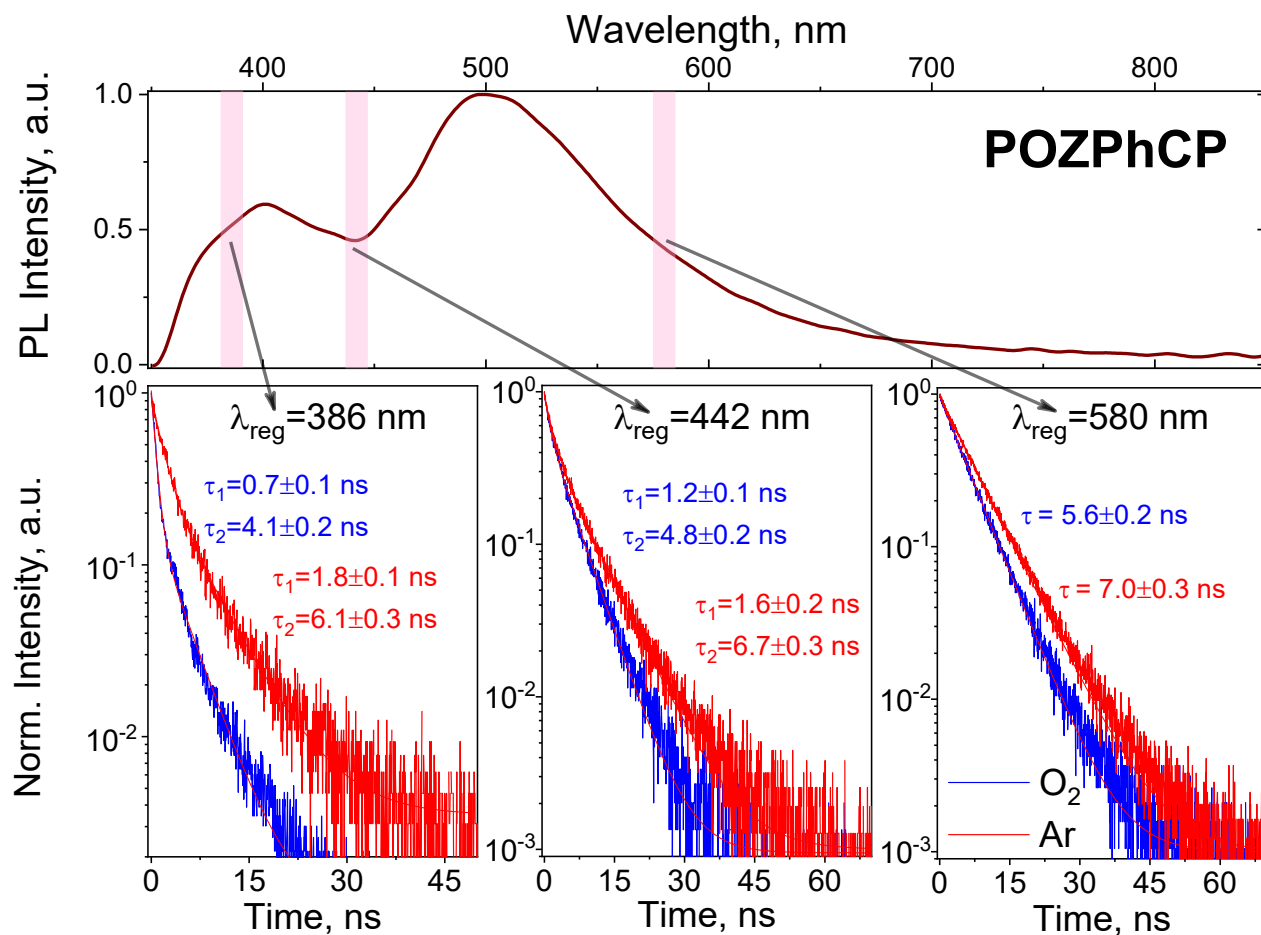 Wavelength, nm
400 500 600 700 800
PL Intensity, a.u.
1.0
0.5
0.0
POZPhCP
Norm. Intensity, a.u.
10⁰
10⁻¹
10⁻²
λreg=386 nm
τ1=0.7±0.1 ns
τ2=4.1±0.2 ns
τ1=1.8±0.1 ns
τ2=6.1±0.3 ns
0 15 30 45
Time, ns
10⁰
10⁻¹
10⁻²
10⁻³
λreg=442 nm
τ1=1.2±0.1 ns
τ2=4.8±0.2 ns
τ1=1.6±0.2 ns
τ2=6.7±0.3 ns
0 15 30 45 60
Time, ns
10⁰
10⁻¹
10⁻²
10⁻³
λreg=580 nm
τ = 5.6±0.2 ns
τ = 7.0±0.3 ns
O2
Ar
0 15 30 45 60
Time, ns